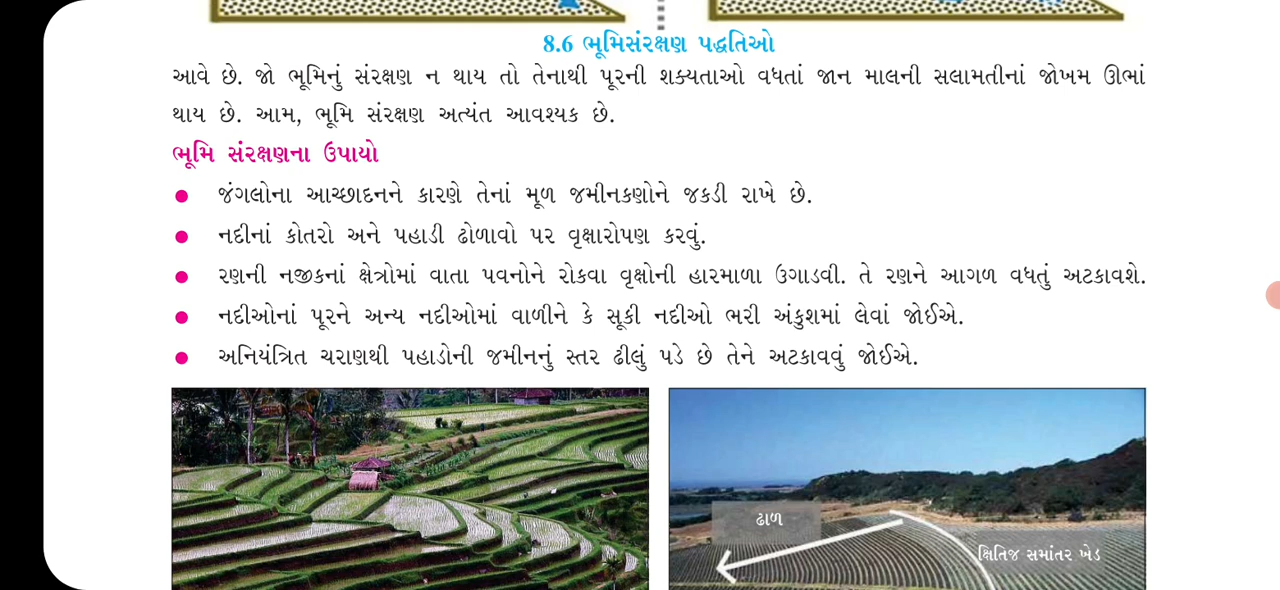 8.6 ભૂમિસંરક્ષણ પદ્ધતિઓ
આવે છે. જો ભૂમિનું સંરક્ષણ ન થાય તો તેનાથી પૂરની શક્યતાઓ વધતાં જાન માલની સલામતીનાં જોખમ ઊભાં
થાય છે. આમ, ભૂમિ સંરક્ષણ અત્યંત આવશ્યક છે.
ભૂમિ સંરક્ષણના ઉપાયો
● જંગલોના આચ્છાદનને કારણે તેનાં મૂળ જમીનકણોને જકડી રાખે છે.
● નદીનાં કોતરો અને પહાડી ઢોળાવો પર વૃક્ષારોપણ કરવું.
● રણની નજીકનાં ક્ષેત્રોમાં વાતા પવનોને રોકવા વૃક્ષોની હારમાળા ઉગાડવી. તે રણને આગળ વધતું અટકાવશે.
● નદીઓનાં પૂરને અન્ય નદીઓમાં વાળીને કે સૂકી નદીઓ ભરી અંકુશમાં લેવાં જોઈએ.
● અનિયંત્રિત ચરાણથી પહાડોની જમીનનું સ્તર ઢીલું પડે છે તેને અટકાવવું જોઈએ.
ઢાળ
ક્ષિતિજ સમાંતર ખેડ